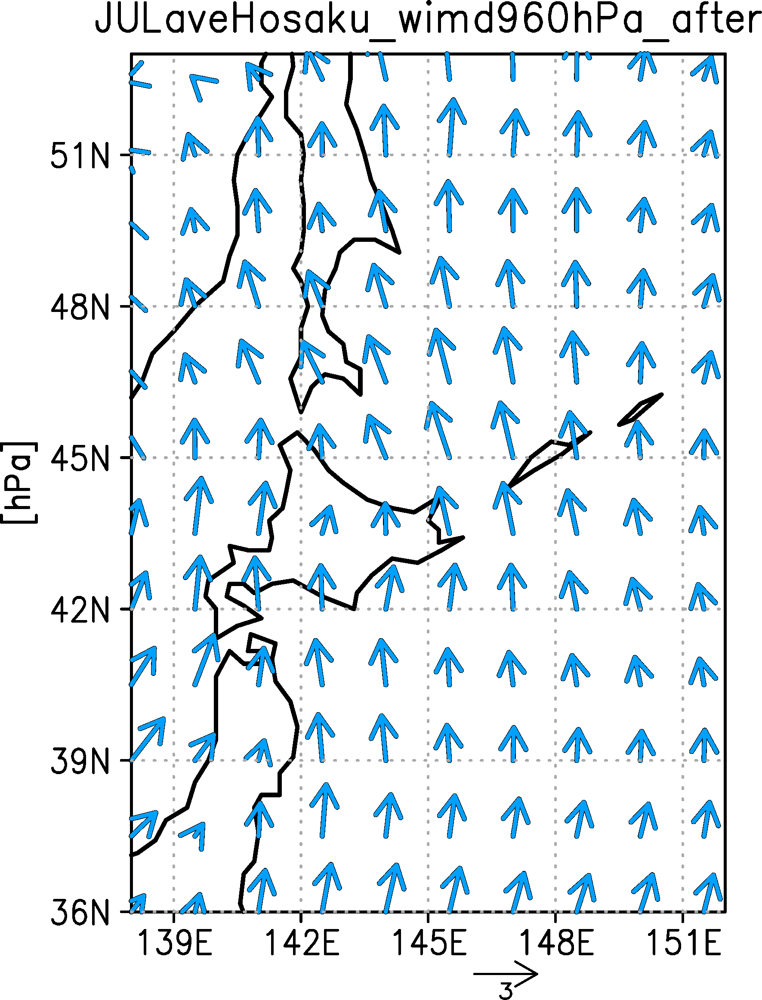 JULaveHosaku_wimd960hPa_after
51N
48N
45N
[hPa]
42N
39N
36N
139E 142E 145E 148E 151E
3